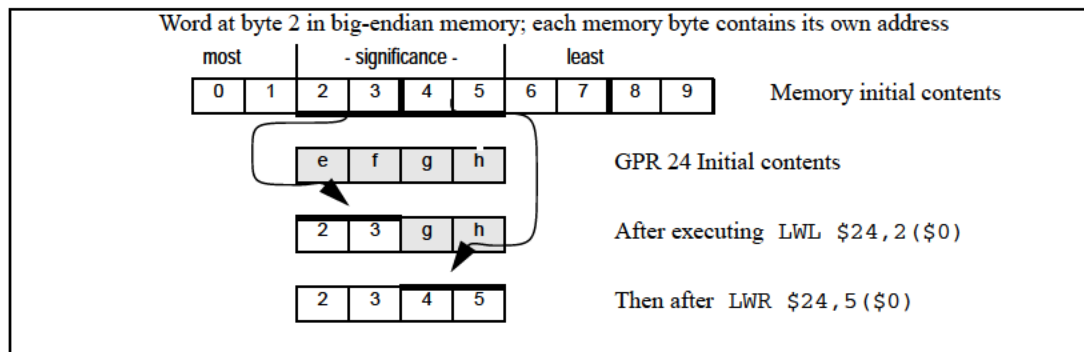 Word at byte 2 in big-endian memory; each memory byte contains its own address
most - significance - least
0 1 2 3 4 5 6 7 8 9 Memory initial contents
e f g h GPR 24 Initial contents
2 3 g h After executing LWL $24,2($0)
2 3 4 5 Then after LWR $24,5($0)